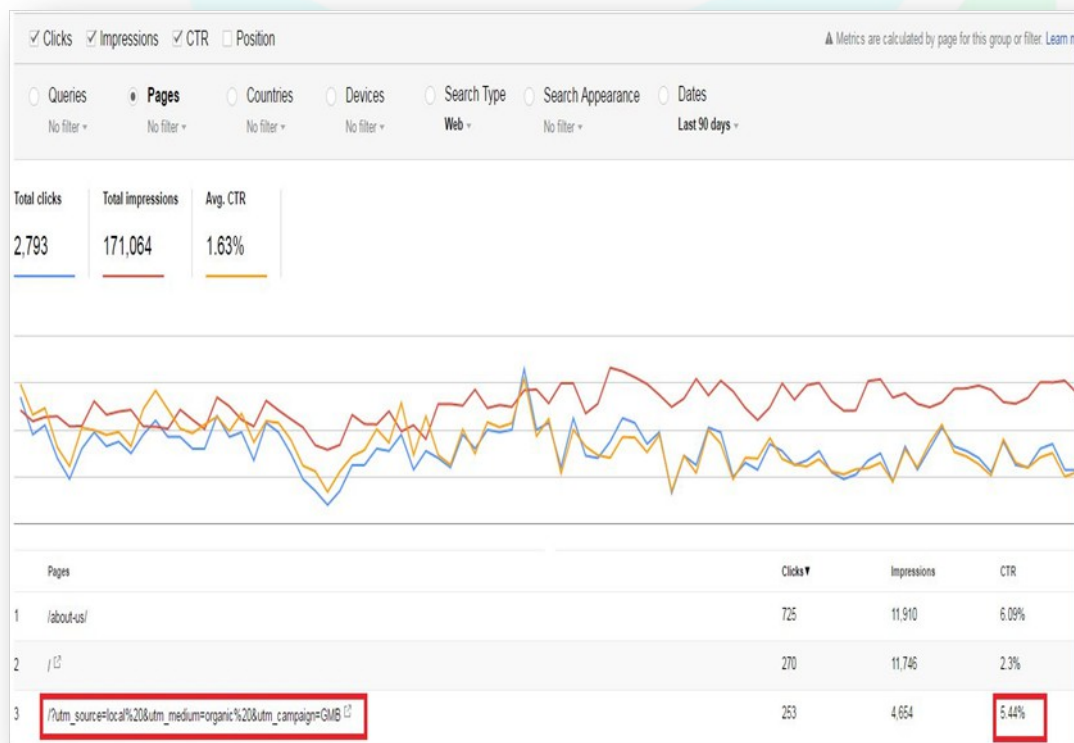 Clicks Impressions CTR Position ▲ Metrics are calculated by page for this group or filter. Learn
Queries Pages Countries Devices Search Type Search Appearance Dates
No filter No filter No filter No filter Web No filter Last 90 days
Total clicks Total impressions Avg. CTR
2,793 171,064 1.63%
Pages Clicks▼ Impressions CTR
1 /about-us/ 725 11,910 6.09%
2 / 270 11,746 2.3%
3 /?utm_source=local%20&utm_medium=organic%20&utm_campaign=GMB 253 4,654 5.44%